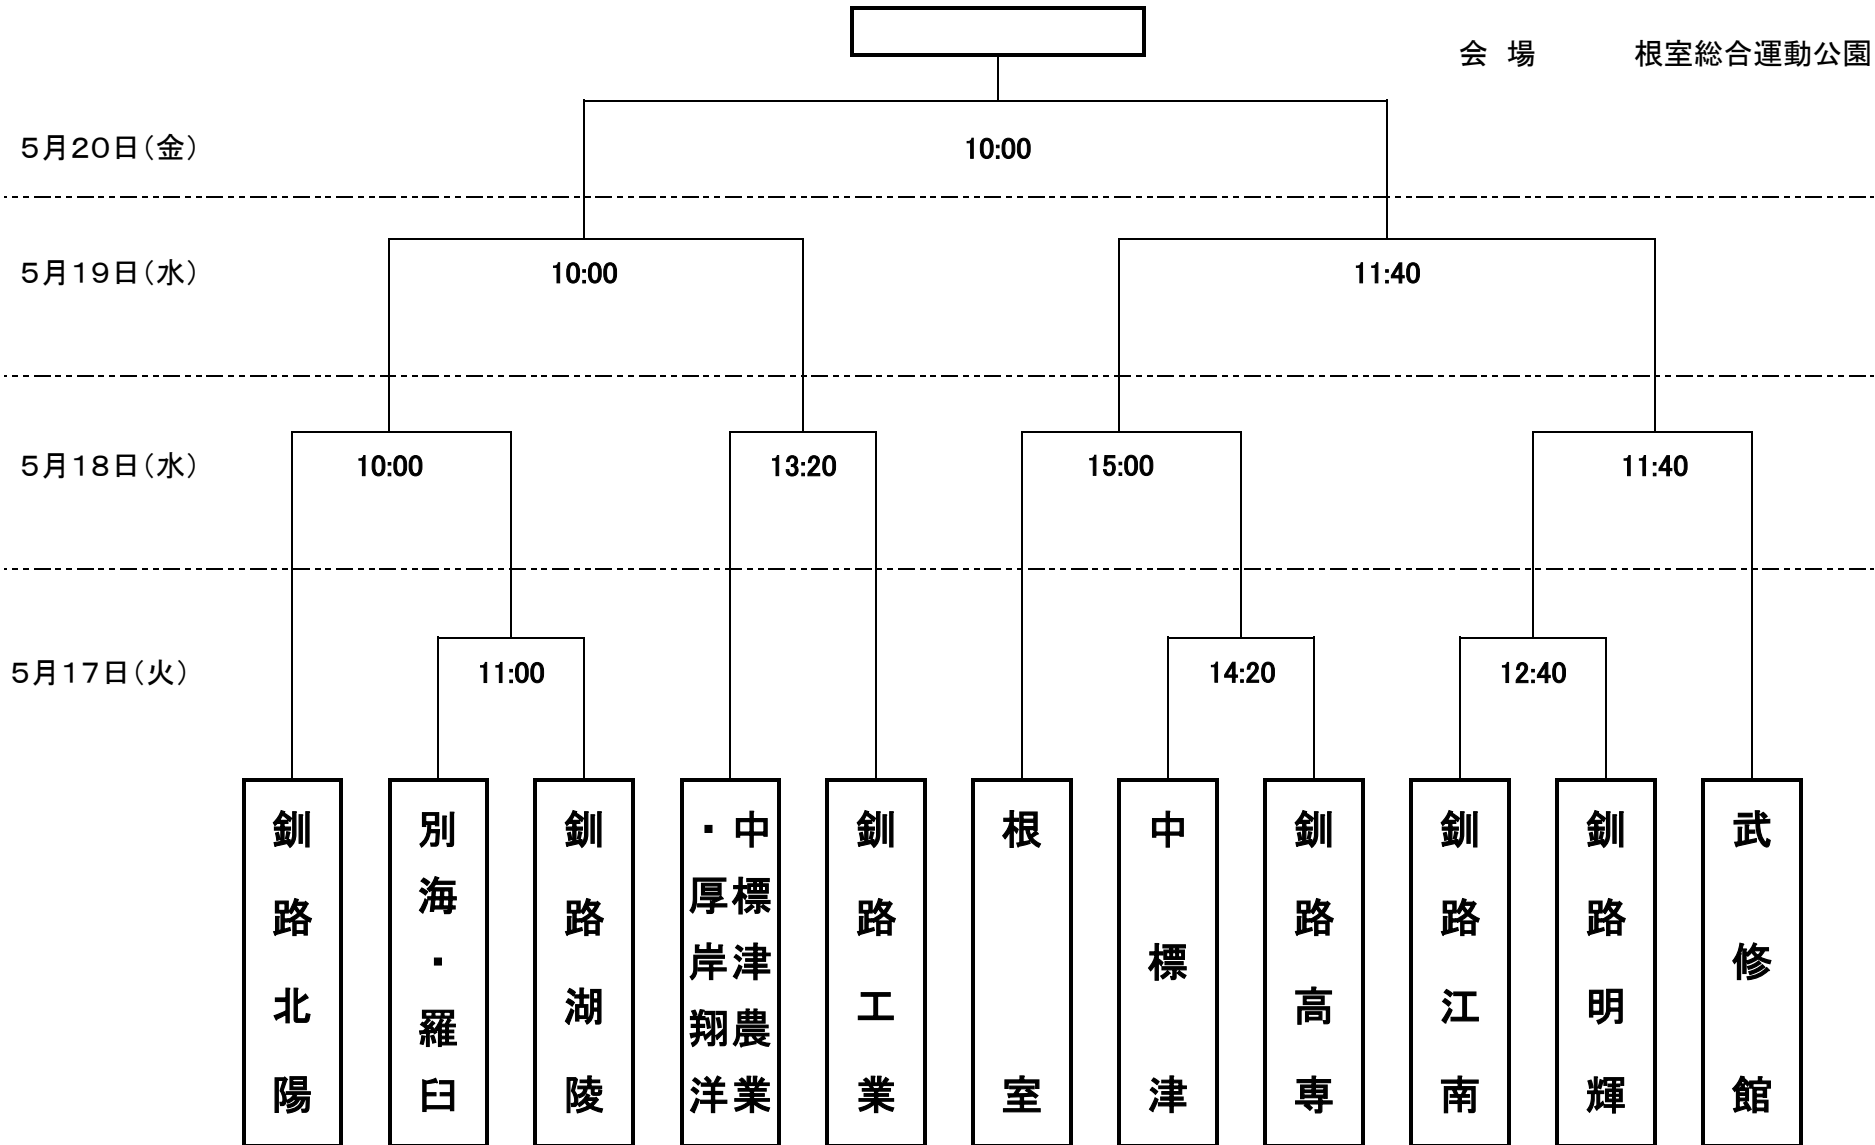 会 場 根室総合運動公園
5月20日(金) 10:00
5月19日(水) 10:00 11:40
5月18日(水) 10:00 13:20 15:00 11:40
5月17日(火) 11:00 14:20 12:40
釧路北陽
別海・羅臼
釧路湖陵
中標津農業
・厚岸翔洋
釧路工業
根室
中標津
釧路高専
釧路江南
釧路明輝
武修館